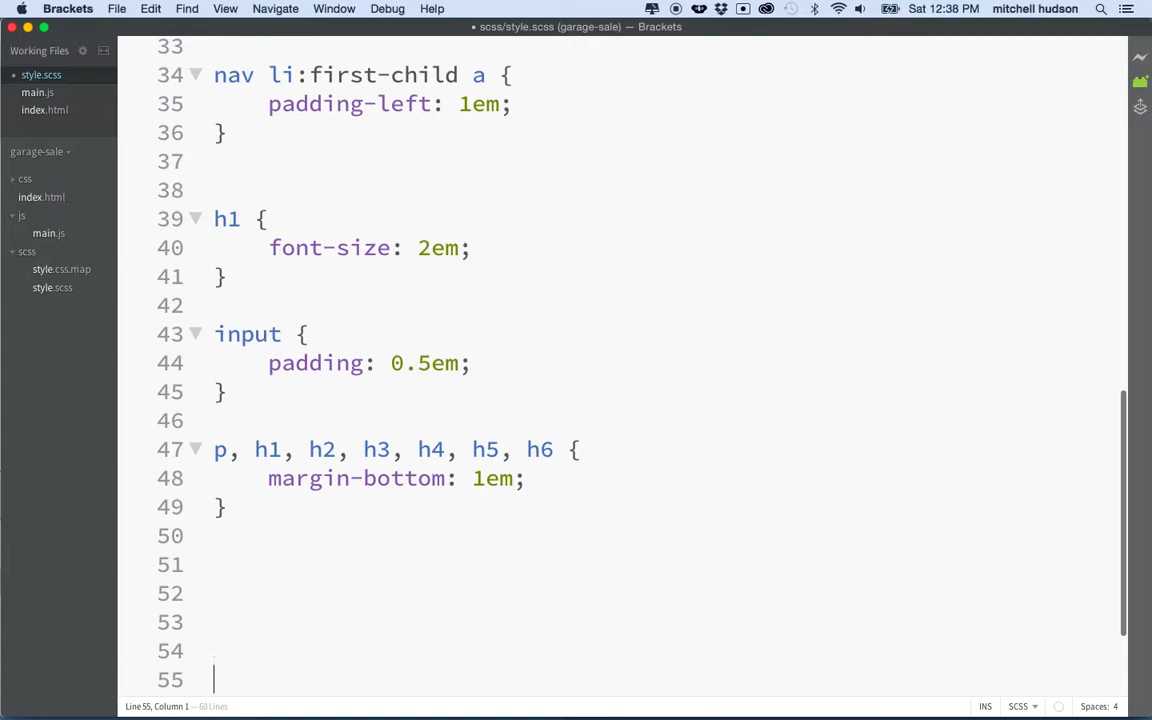 Brackets File Edit Find View Navigate Window Debug Help Sat 12:38 PM mitchell hudson
• scss/style.scss (garage-sale) — Brackets
Working Files
• style.scss
main.js
index.html
garage-sale
css
index.html
js
main.js
scss
style.css.map
style.scss
33
34 nav li:first-child a {
35 padding-left: 1em;
36 }
37
38
39 h1 {
40 font-size: 2em;
41 }
42
43 input {
44 padding: 0.5em;
45 }
46
47 p, h1, h2, h3, h4, h5, h6 {
48 margin-bottom: 1em;
49 }
50
51
52
53
54
55
Line 55, Column 1 — 60 Lines INS SCSS Spaces: 4